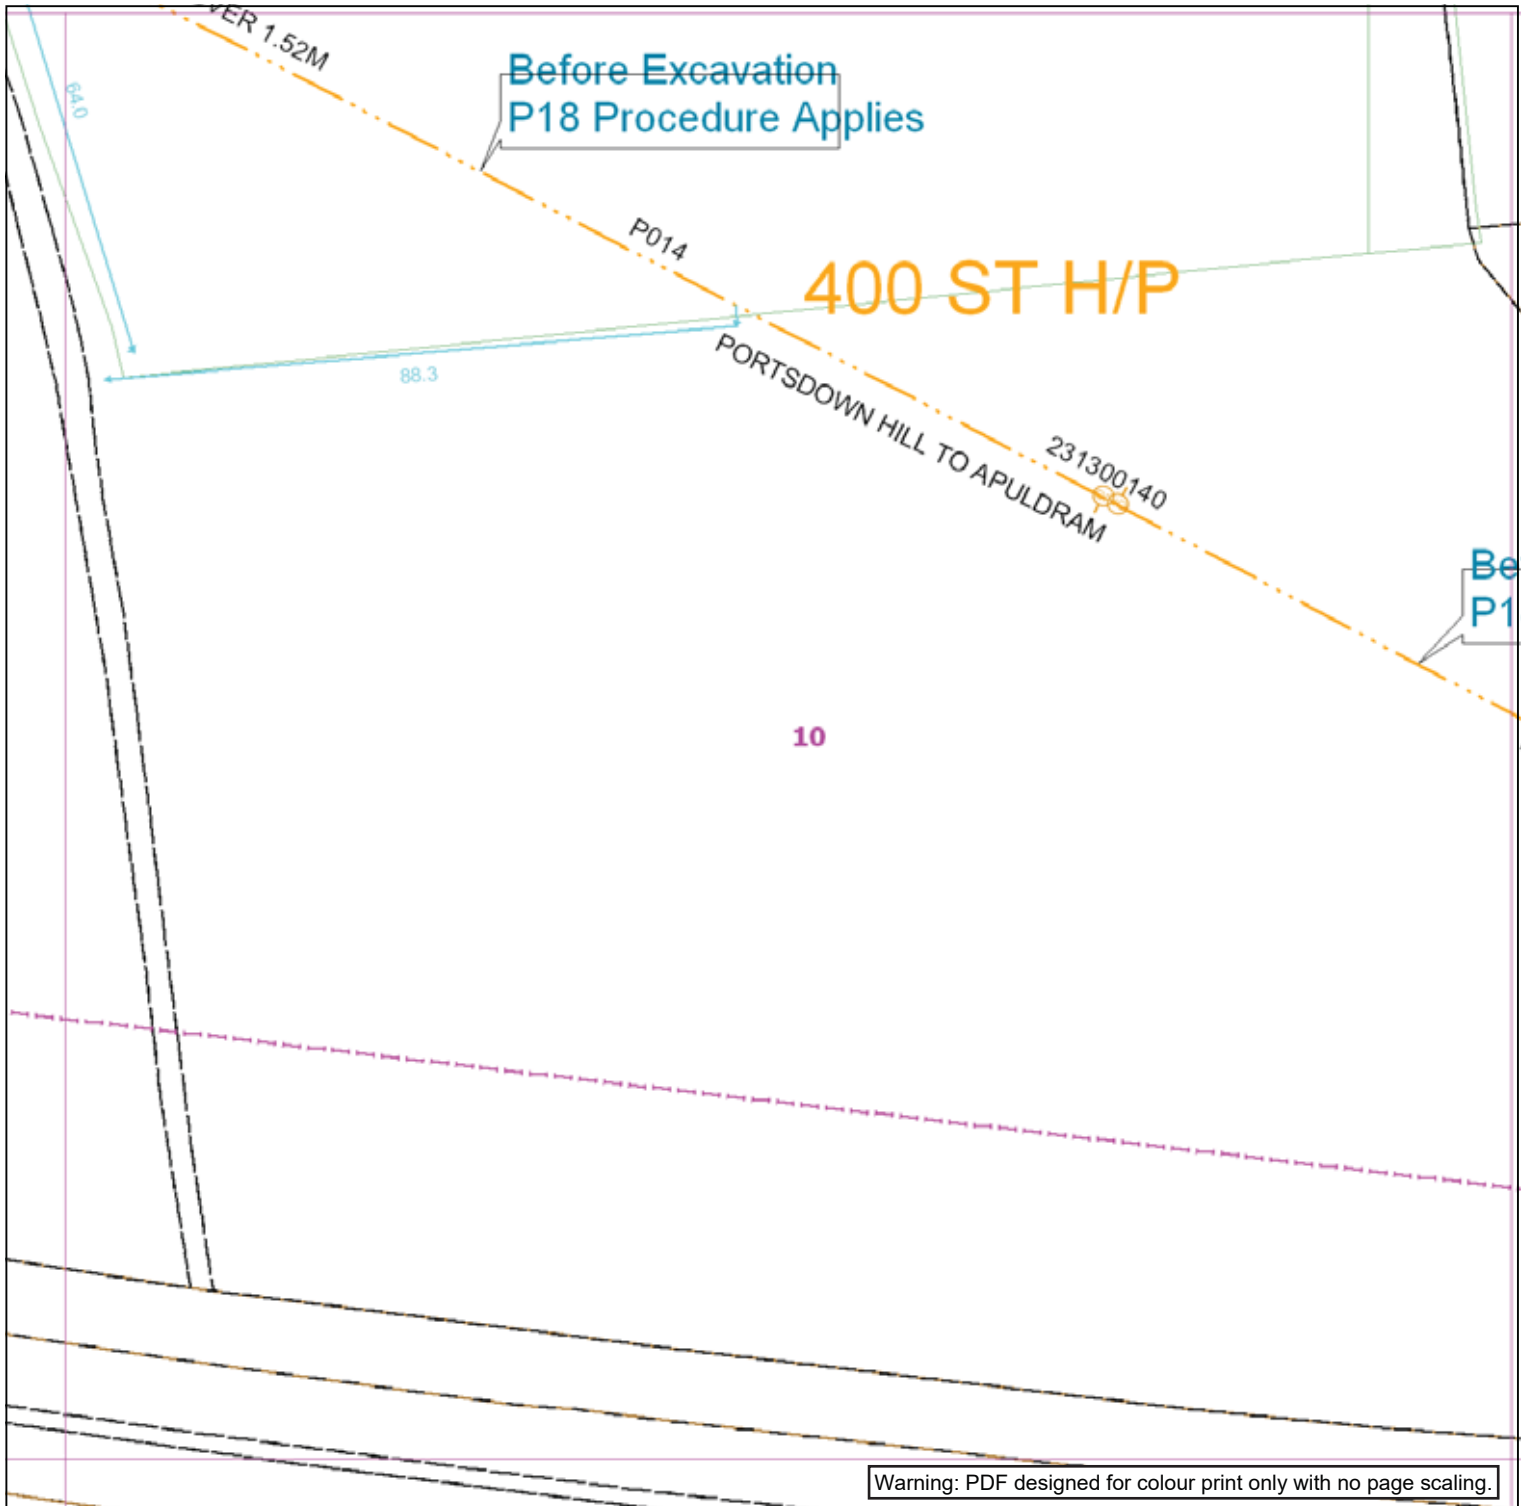 VER 1.52M
64.0
Before Excavation
P18 Procedure Applies
P014
400 ST H/P
PORTSDOWN HILL TO APULDRAM
88.3
231300140
Be
P1
10
Warning: PDF designed for colour print only with no page scaling.